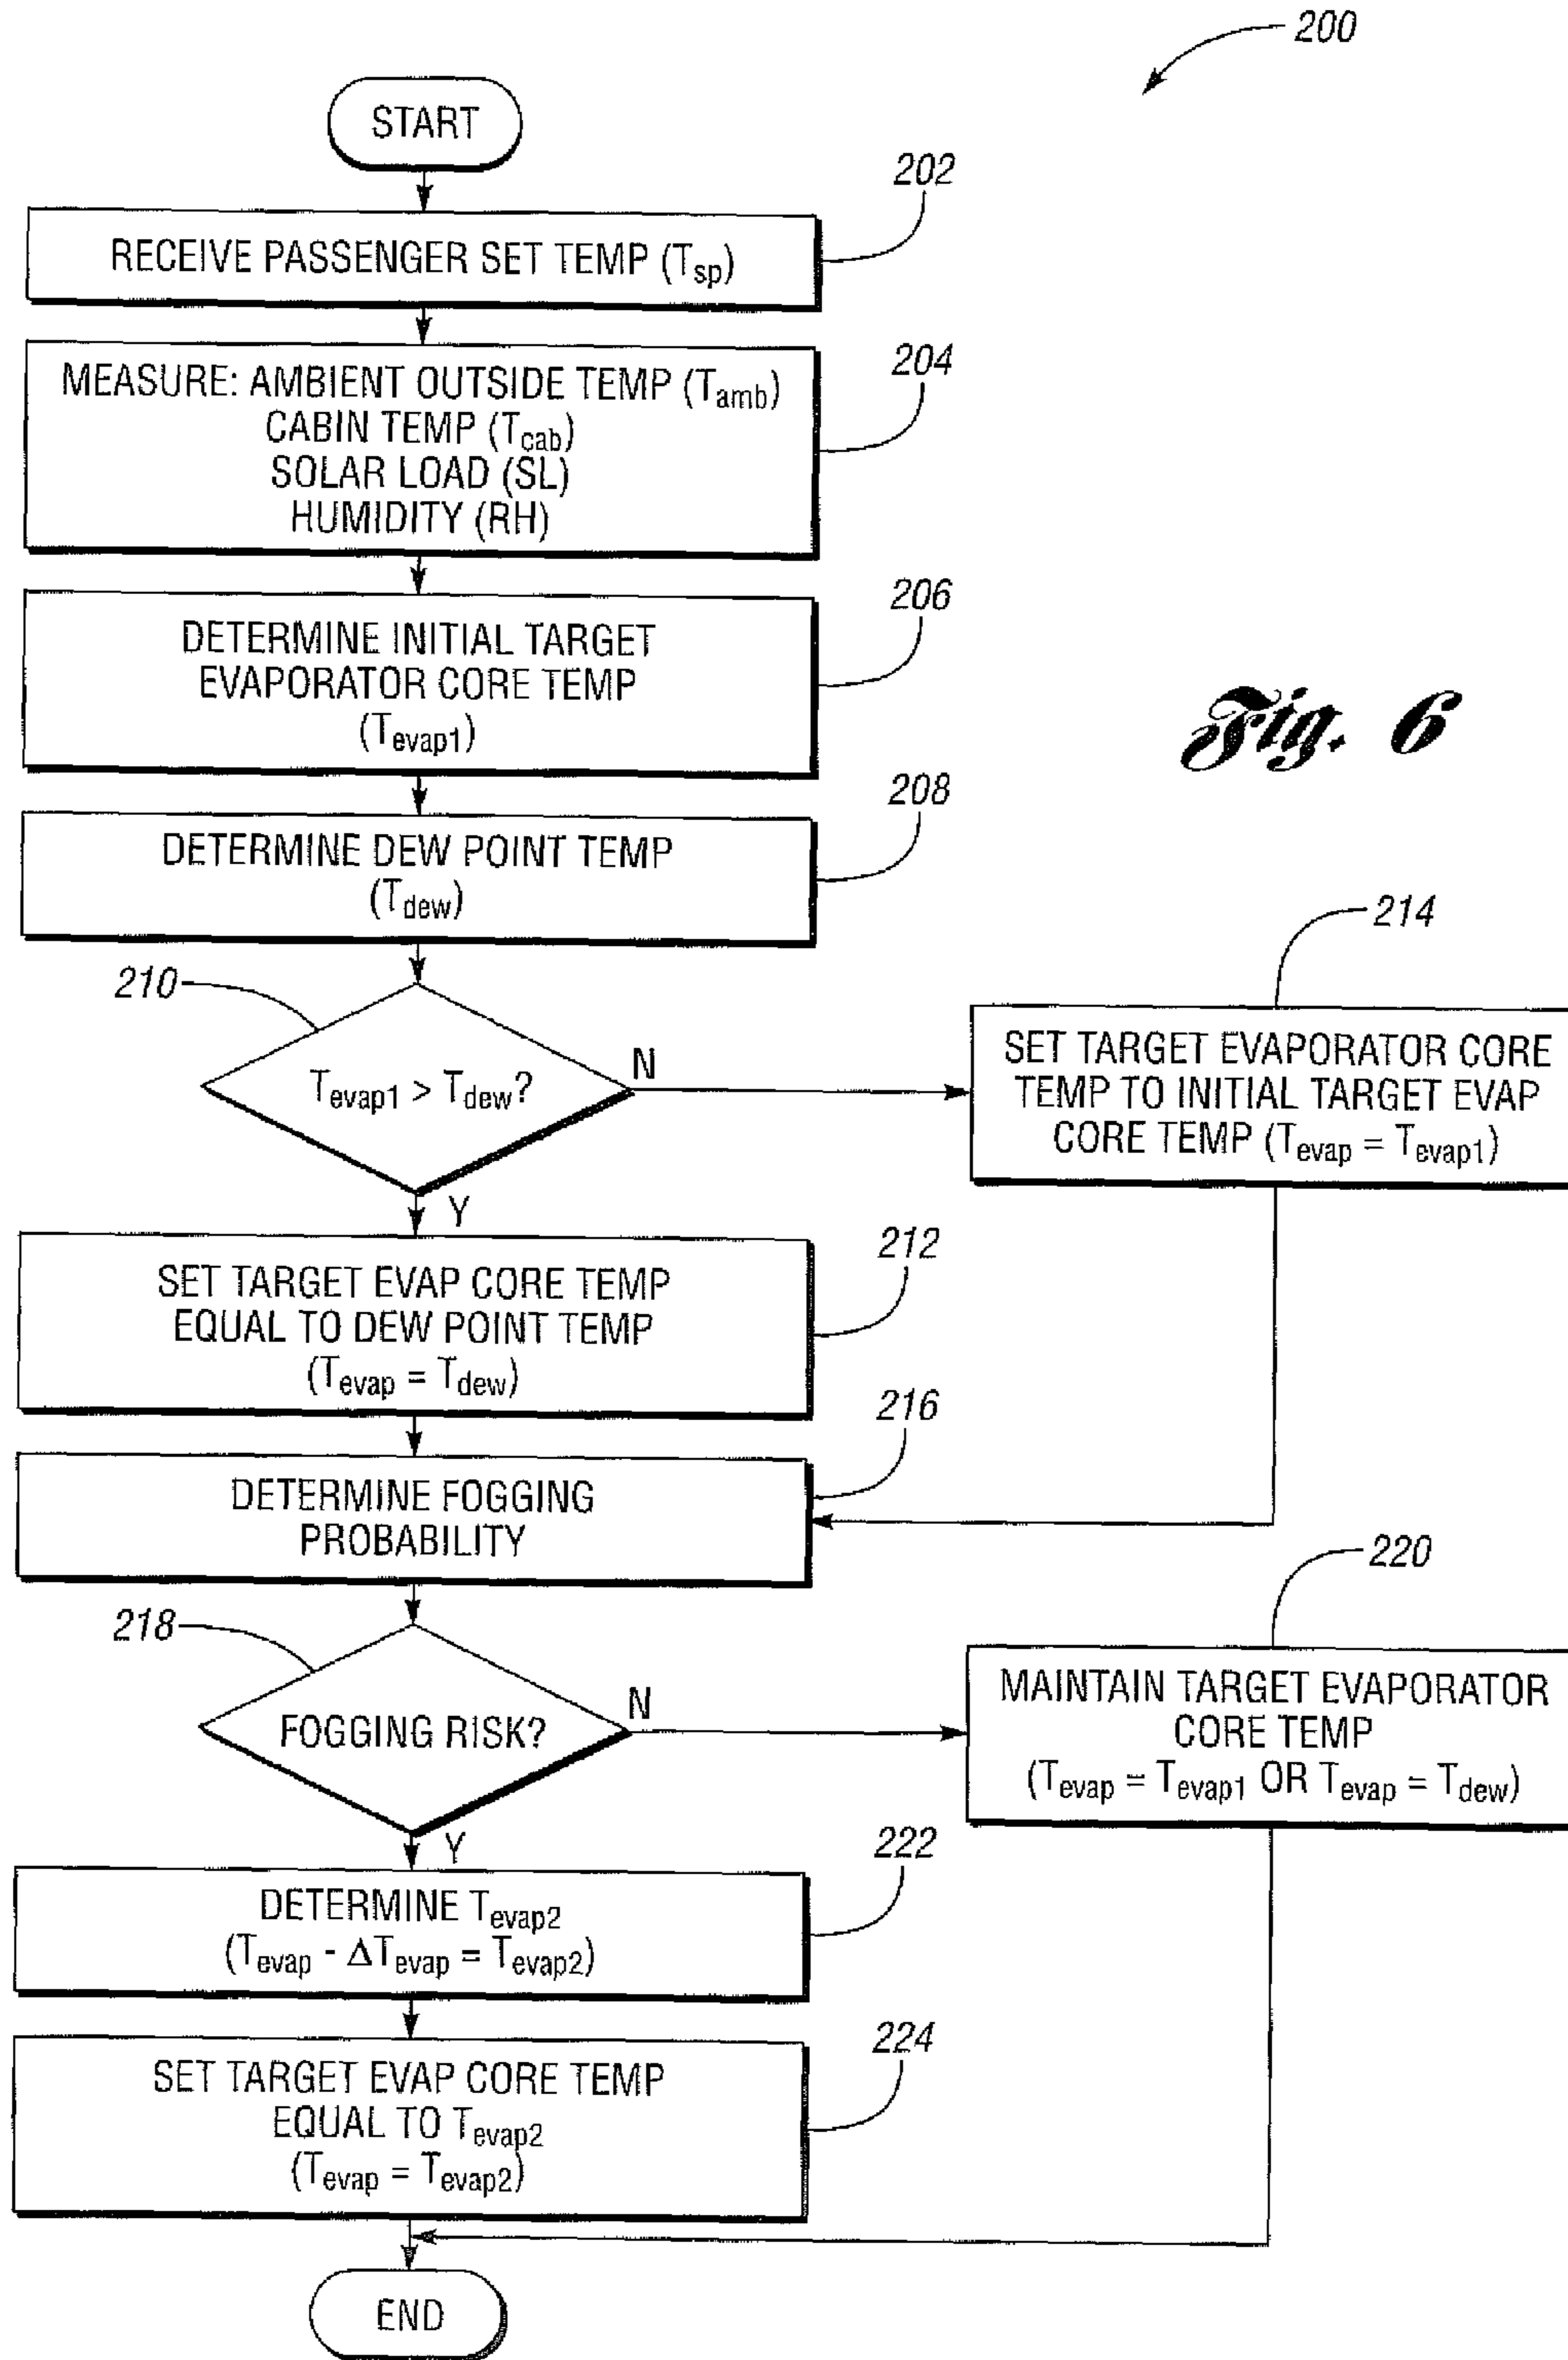 200
START
202
RECEIVE PASSENGER SET TEMP (Tsp)
204
MEASURE: AMBIENT OUTSIDE TEMP (Tamb)
CABIN TEMP (Tcab)
SOLAR LOAD (SL)
HUMIDITY (RH)
206
DETERMINE INITIAL TARGET
EVAPORATOR CORE TEMP
(Tevap1)
Fig. 6
208
DETERMINE DEW POINT TEMP
(Tdew)
210
Tevap1 > Tdew?
N
Y
214
SET TARGET EVAPORATOR CORE
TEMP TO INITIAL TARGET EVAP
CORE TEMP (Tevap = Tevap1)
212
SET TARGET EVAP CORE TEMP
EQUAL TO DEW POINT TEMP
(Tevap = Tdew)
216
DETERMINE FOGGING
PROBABILITY
218
FOGGING RISK?
N
Y
220
MAINTAIN TARGET EVAPORATOR
CORE TEMP
(Tevap = Tevap1 OR Tevap = Tdew)
222
DETERMINE Tevap2
(Tevap - ΔTevap = Tevap2)
224
SET TARGET EVAP CORE TEMP
EQUAL TO Tevap2
(Tevap = Tevap2)
END